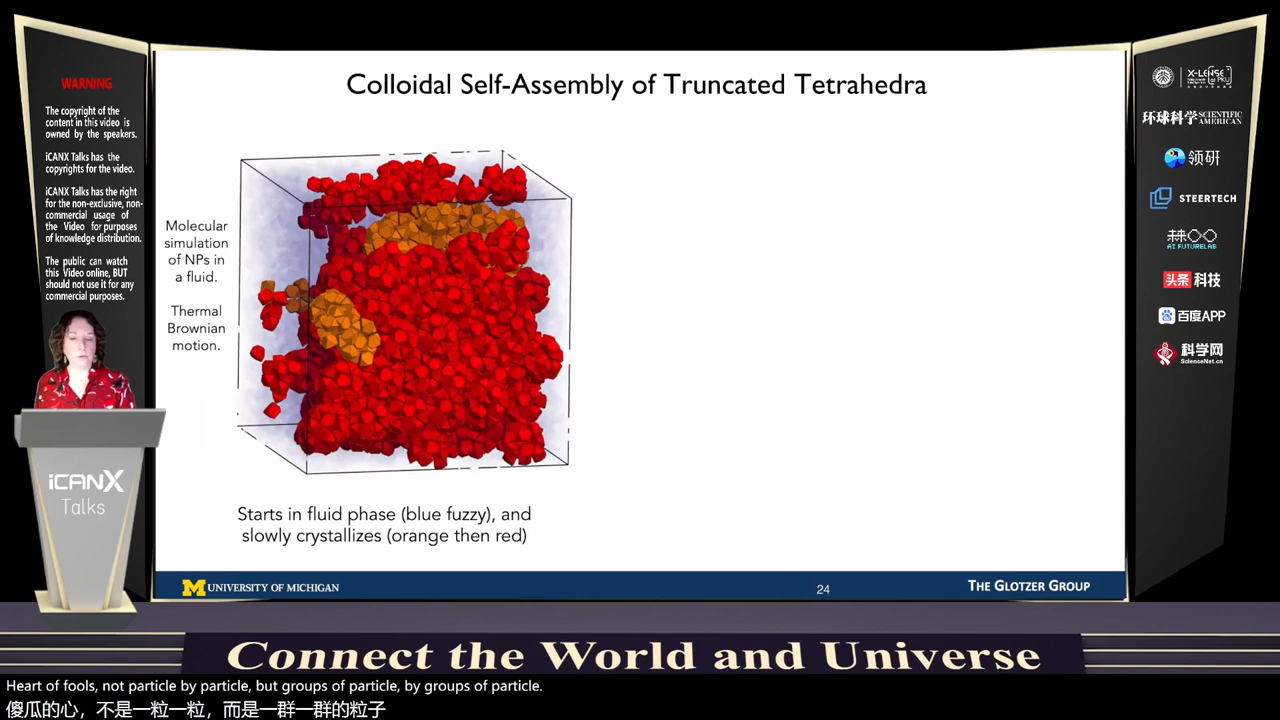 WARNING
The copyright of the
content in this video is
owned by the speakers.
iCANX Talks has the
copyrights for the video.
iCANX Talks has the right
for the non-exclusive, non-
commercial usage of
the Video for purposes
of knowledge distribution.
The public can watch
this Video online, BUT
should not use it for any
commercial purposes.
iCANX
Talks
Colloidal Self-Assembly of Truncated Tetrahedra
Molecular
simulation
of NPs in
a fluid.
Thermal
Brownian
motion.
Starts in fluid phase (blue fuzzy), and
slowly crystallizes (orange then red)
M UNIVERSITY OF MICHIGAN
24
THE GLOTZER GROUP
环球科学 SCIENTIFIC AMERICAN
领研
STEERTECH
AI FUTURELAB
头条 科技
百度APP
科学网
ScienceNet.cn
Connect the World and Universe
Heart of fools, not particle by particle, but groups of particle, by groups of particle.
傻瓜的心，不是一粒一粒，而是一群一群的粒子